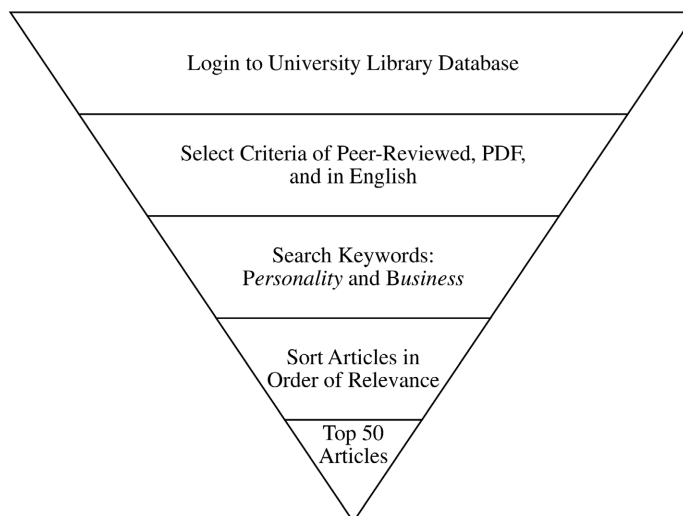 Login to University Library Database
Select Criteria of Peer-Reviewed, PDF,
and in English
Search Keywords:
Personality and Business
Sort Articles in
Order of Relevance
Top 50
Articles